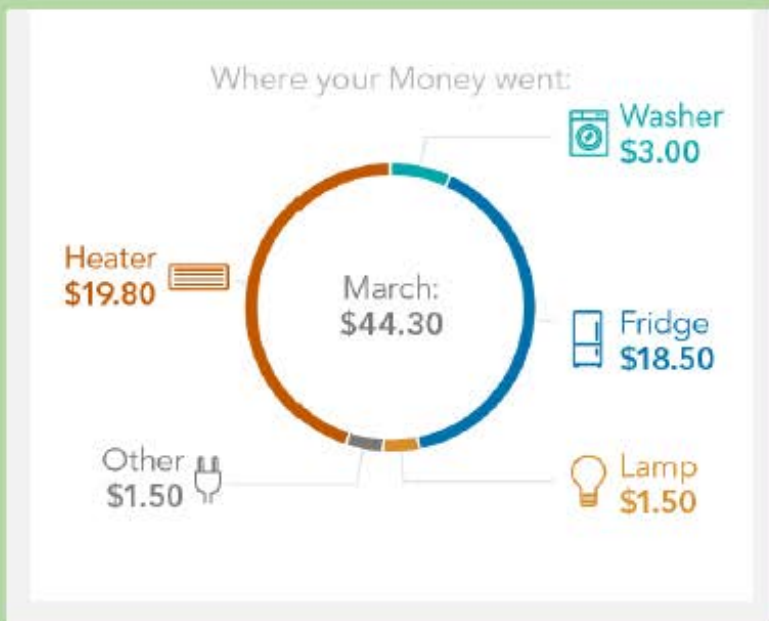 Where your Money went:
Washer
$3.00
Heater
$19.80
March:
$44.30
Fridge
$18.50
Other
$1.50
Lamp
$1.50